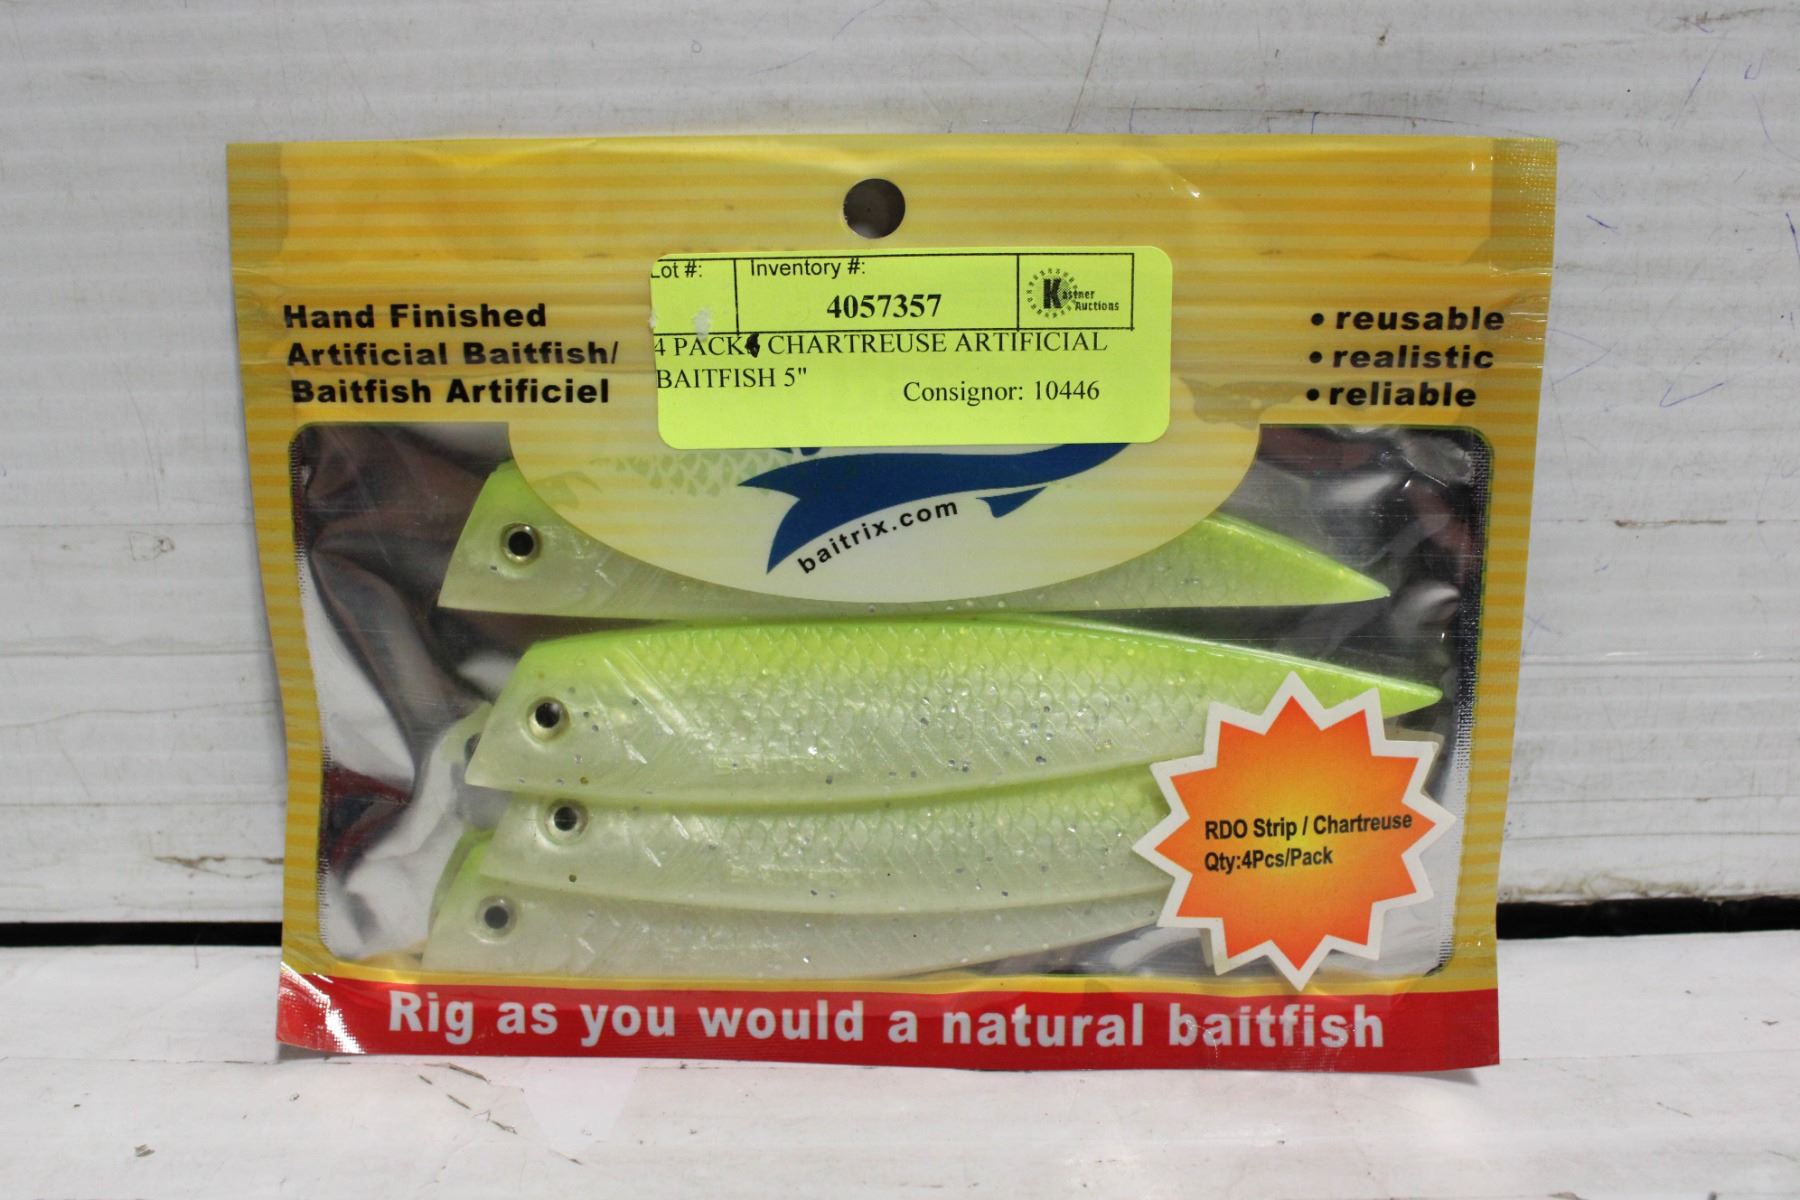 Lot #:
Inventory #:
4057357
Kastner
Auctions
4 PACK CHARTREUSE ARTIFICIAL
BAITFISH 5"
Consignor: 10446
Hand Finished
Artificial Baitfish/
Baitfish Artificiel
• reusable
• realistic
• reliable
baitrix.com
RDO Strip / Chartreuse
Qty:4Pcs/Pack
Rig as you would a natural baitfish